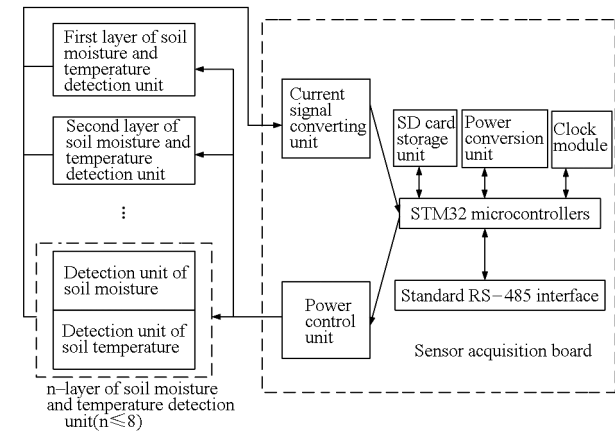 First layer of soil
moisture and
temperature
detection unit
Second layer of
soil moisture and
temperature
detection unit
⋮
Detection unit of
soil moisture
Detection unit of
soil temperature
n-layer of soil moisture
and temperature detection
unit(n≤8)
Current
signal
converting
unit
Power
control
unit
SD card
storage
unit
Power
conversion
unit
Clock
module
STM32 microcontrollers
Standard RS-485 interface
Sensor acquisition board